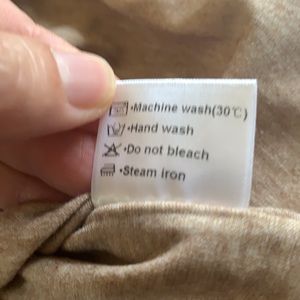 ·Machine wash(30℃)
·Hand wash
·Do not bleach
·Steam iron